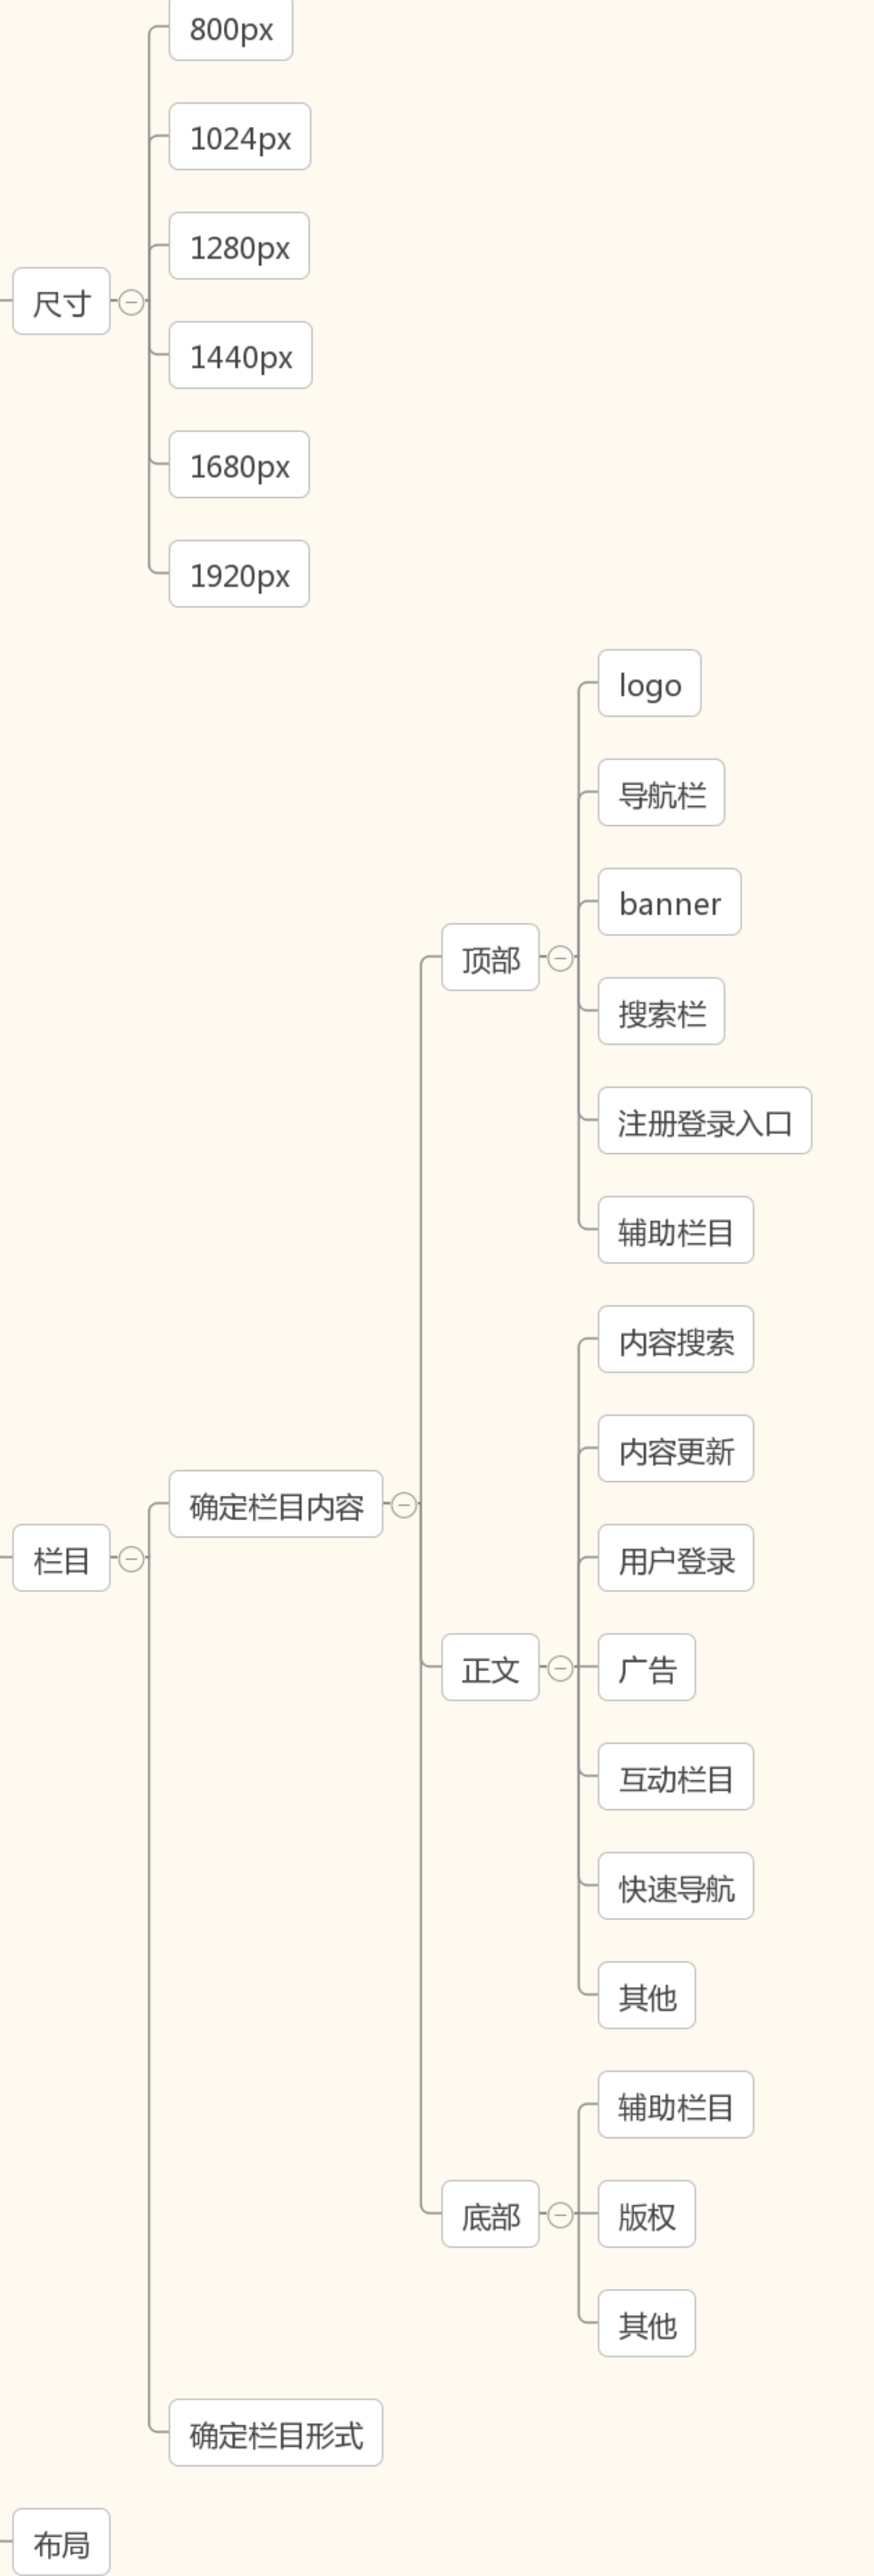 800px
1024px
1280px
尺寸
1440px
1680px
1920px
logo
导航栏
banner
顶部
搜索栏
注册登录入口
辅助栏目
内容搜索
内容更新
确定栏目内容
栏目
用户登录
正文
广告
互动栏目
快速导航
其他
辅助栏目
底部
版权
其他
确定栏目形式
布局